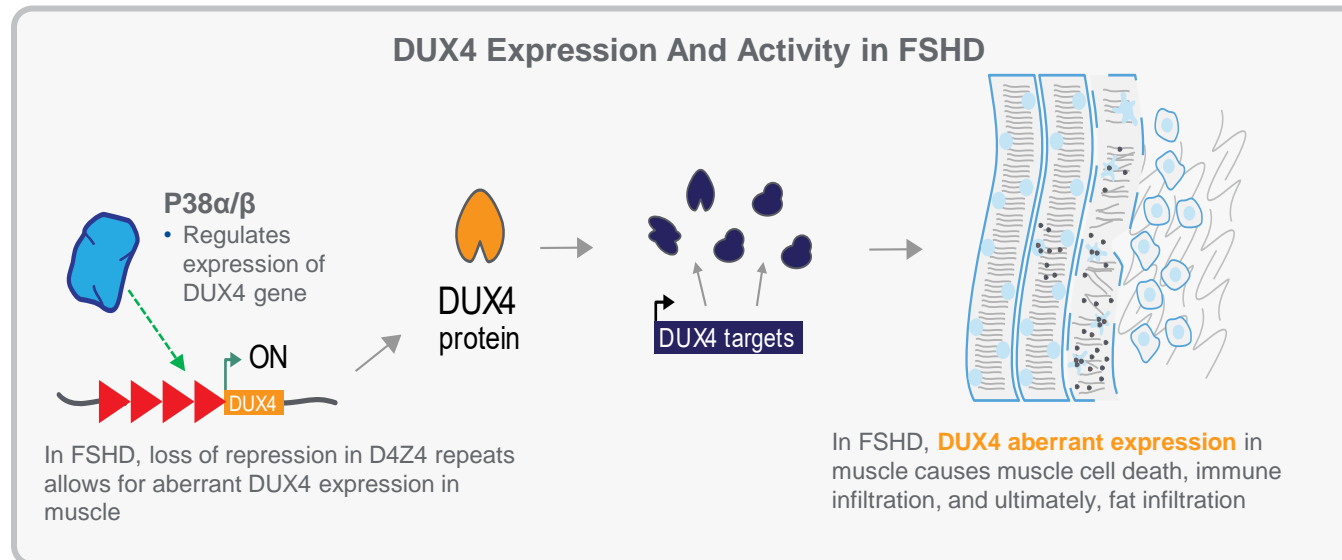 DUX4 Expression And Activity in FSHD
P38α/β
• Regulates
expression of
DUX4 gene
ON
DUX4
In FSHD, loss of repression in D4Z4 repeats
allows for aberrant DUX4 expression in
muscle
DUX4
protein
DUX4 targets
In FSHD, DUX4 aberrant expression in
muscle causes muscle cell death, immune
infiltration, and ultimately, fat infiltration